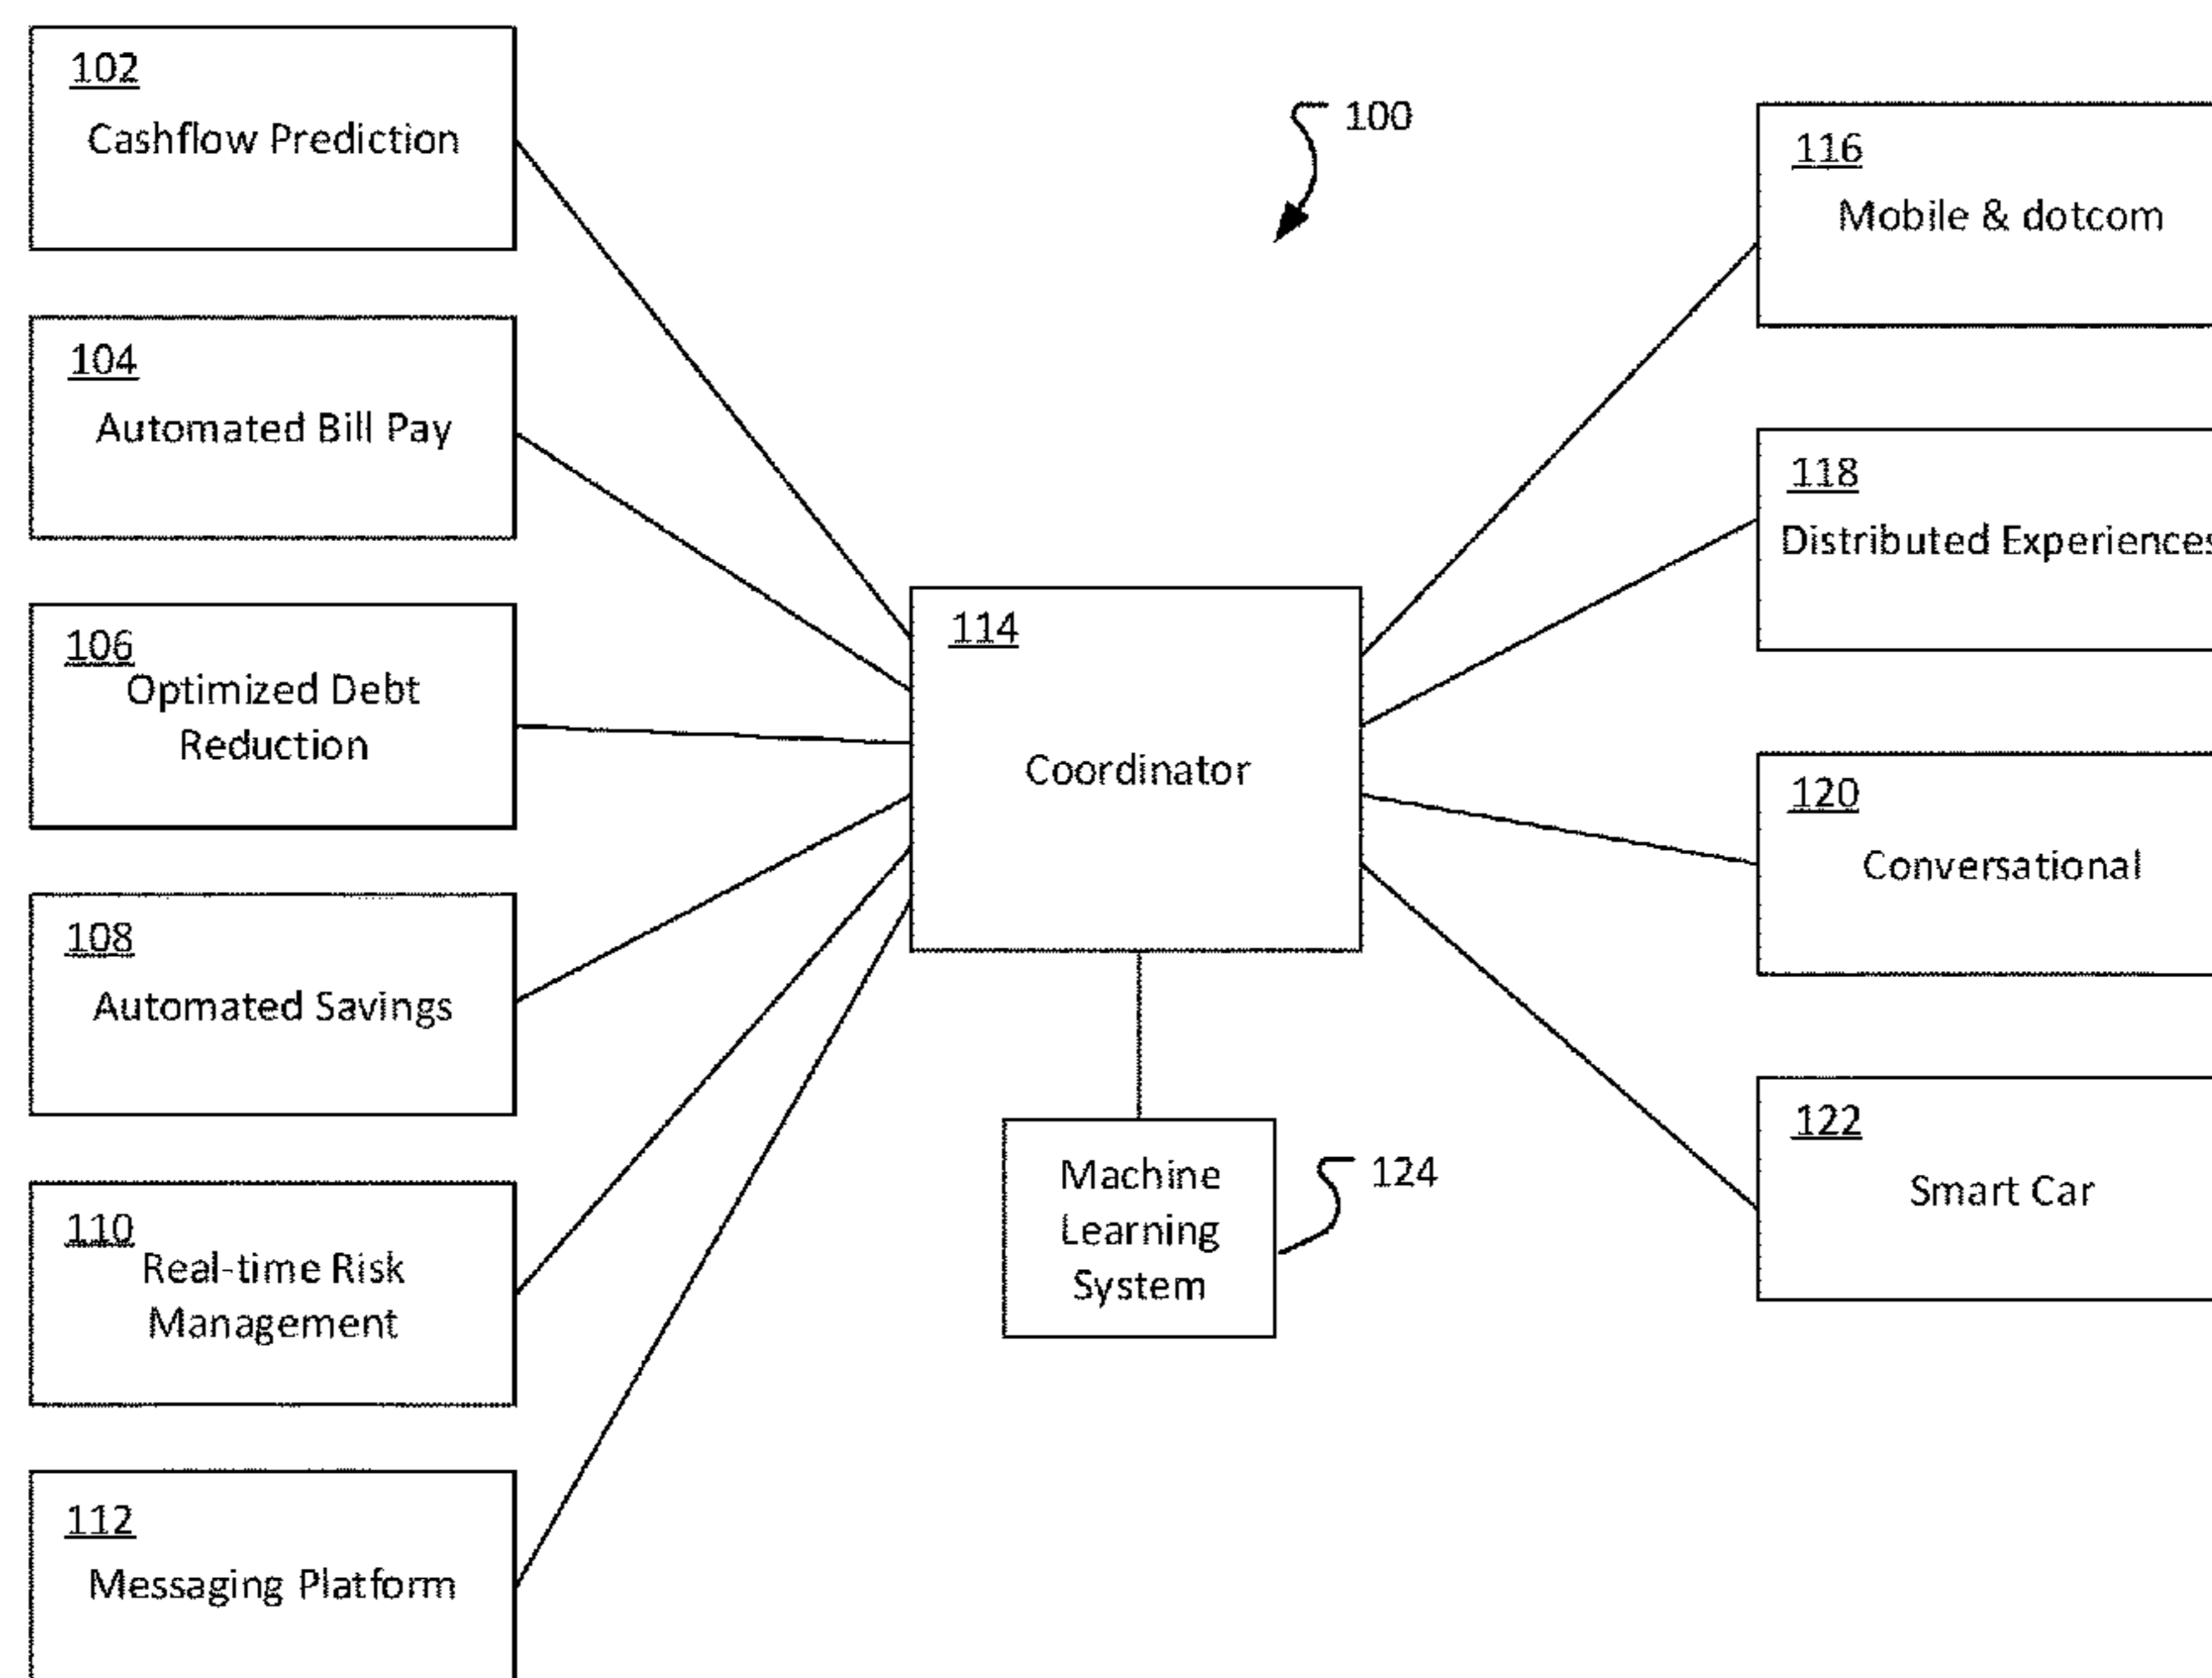 102
Cashflow Prediction
104
Automated Bill Pay
106
Optimized Debt
Reduction
108
Automated Savings
110
Real-time Risk
Management
112
Messaging Platform
100
114
Coordinator
Machine
Learning
System
124
116
Mobile & dotcom
118
Distributed Experiences
120
Conversational
122
Smart Car